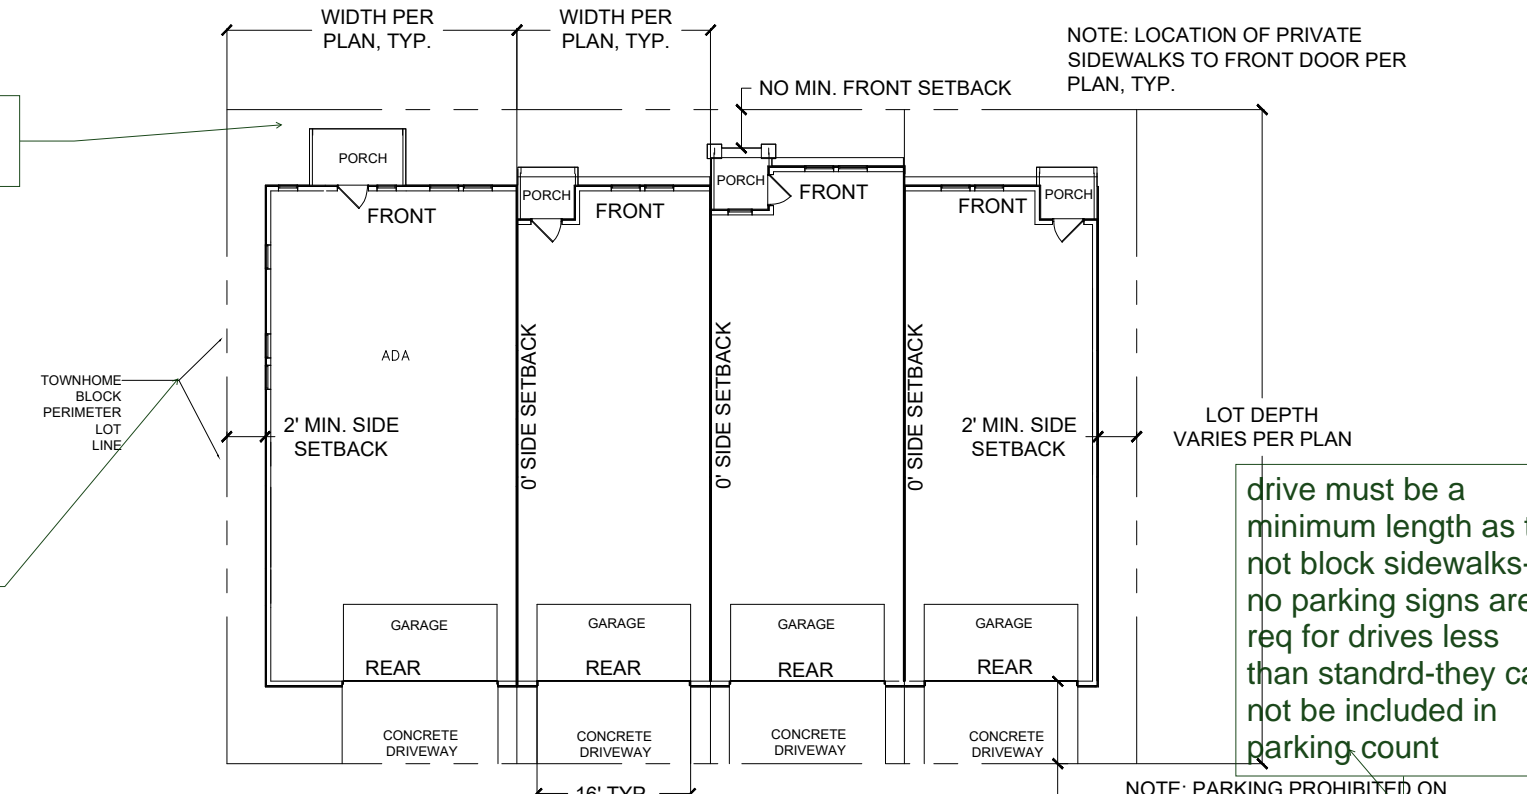 WIDTH PER
PLAN, TYP.
WIDTH PER
PLAN, TYP.
NOTE: LOCATION OF PRIVATE
SIDEWALKS TO FRONT DOOR PER
PLAN, TYP.
NO MIN. FRONT SETBACK
PORCH
FRONT
PORCH
FRONT
PORCH
FRONT
PORCH
FRONT
ADA
TOWNHOME
BLOCK
PERIMETER
LOT
LINE
2' MIN. SIDE
SETBACK
0' SIDE SETBACK
0' SIDE SETBACK
0' SIDE SETBACK
2' MIN. SIDE
SETBACK
LOT DEPTH
VARIES PER PLAN
drive must be a
minimum length as
not block sidewalks-
no parking signs are
req for drives less
than standrd-they
not be included in
parking count
GARAGE
REAR
GARAGE
REAR
GARAGE
REAR
GARAGE
REAR
CONCRETE
DRIVEWAY
CONCRETE
DRIVEWAY
CONCRETE
DRIVEWAY
CONCRETE
DRIVEWAY
16' TYP.
NOTE: PARKING PROHIBITED ON